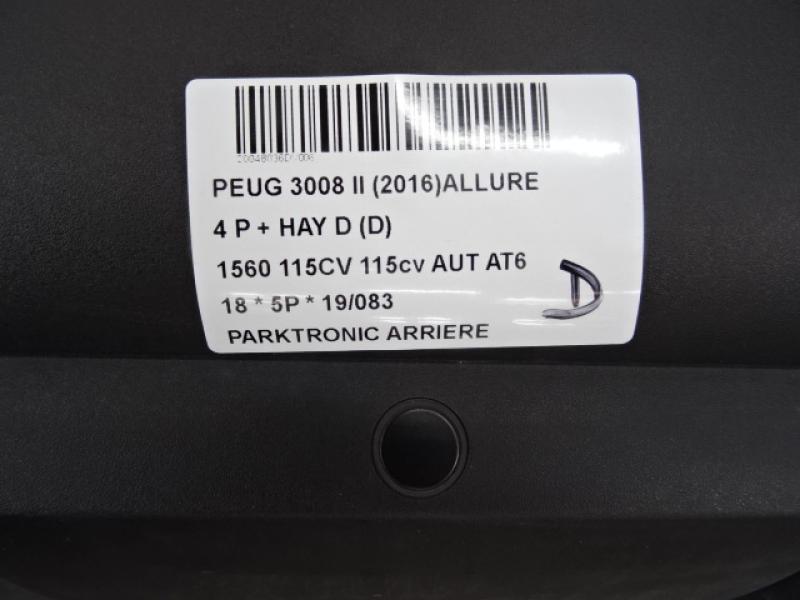 PEUG 3008 II (2016)ALLURE
4 P + HAY D (D)
1560 115CV 115cv AUT AT6
18 * 5P * 19/083
D
PARKTRONIC ARRIERE